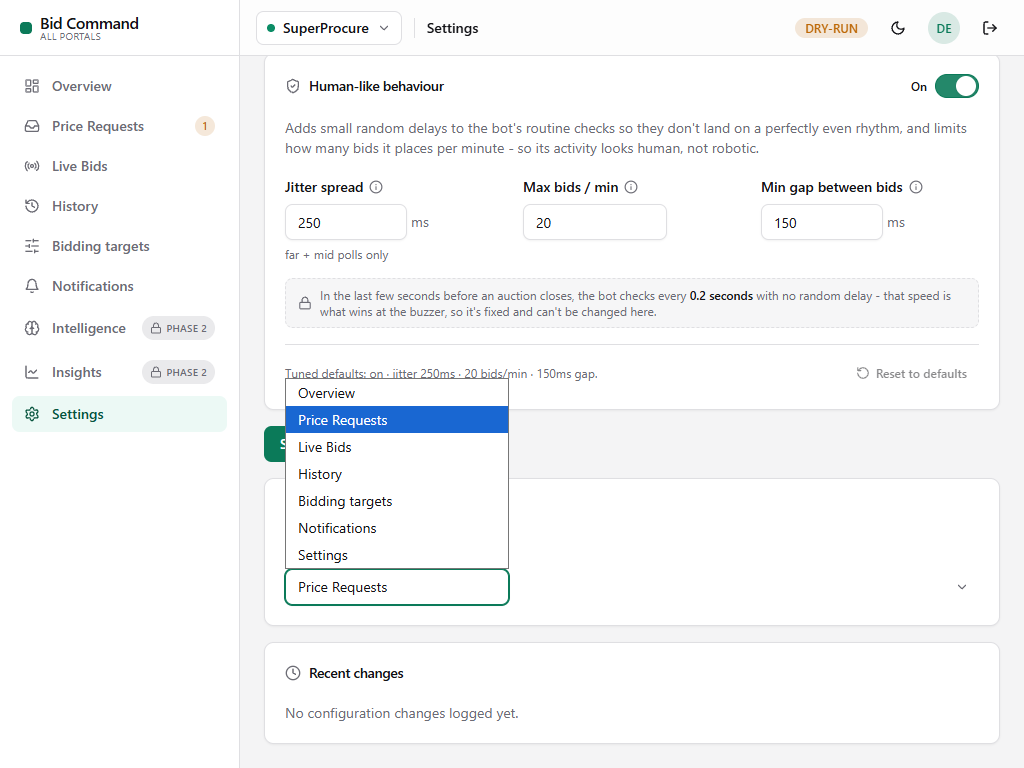 Bid Command
ALL PORTALS
SuperProcure
Settings
DRY-RUN
DE
Overview
Price Requests
1
Live Bids
History
Bidding targets
Notifications
Intelligence
PHASE 2
Insights
PHASE 2
Settings
Human-like behaviour
On
Adds small random delays to the bot's routine checks so they don't land on a perfectly even rhythm, and limits
how many bids it places per minute - so its activity looks human, not robotic.
Jitter spread
Max bids / min
Min gap between bids
250
ms
20
150
ms
far + mid polls only
In the last few seconds before an auction closes, the bot checks every 0.2 seconds with no random delay - that speed is
what wins at the buzzer, so it's fixed and can't be changed here.
Tuned defaults: on · jitter 250ms · 20 bids/min · 150ms gap.
Reset to defaults
Overview
Price Requests
Live Bids
History
Bidding targets
Notifications
Settings
Price Requests
Recent changes
No configuration changes logged yet.